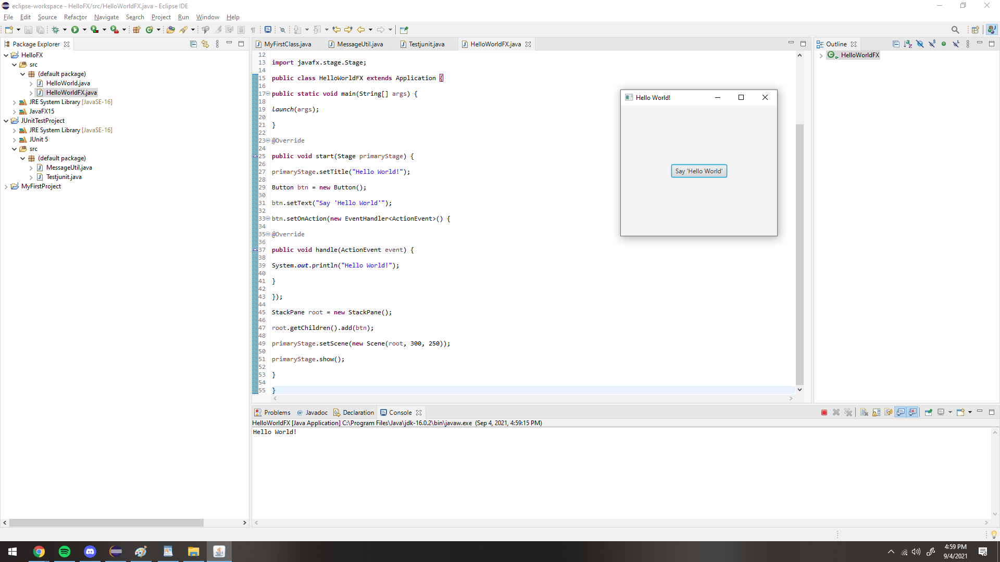 eclipse-workspace - HelloFX/src/HelloWorldFX.java - Eclipse IDE
File Edit Source Refactor Navigate Search Project Run Window Help
Package Explorer
HelloFX
src
(default package)
HelloWorld.java
HelloWorldFX.java
JRE System Library [JavaSE-16]
JavaFX15
JUnitTestProject
JRE System Library [JavaSE-16]
JUnit 5
src
(default package)
MessageUtil.java
Testjunit.java
MyFirstProject
MyFirstClass.java MessageUtil.java Testjunit.java HelloWorldFX.java
12
13 import javafx.stage.Stage;
14
15 public class HelloWorldFX extends Application {
16
17 public static void main(String[] args) {
18
19 launch(args);
20
21 }
22
23 @Override
24
25 public void start(Stage primaryStage) {
26
27 primaryStage.setTitle("Hello World!");
28
29 Button btn = new Button();
30
31 btn.setText("Say 'Hello World'");
32
33 btn.setOnAction(new EventHandler<ActionEvent>() {
34
35 @Override
36
37 public void handle(ActionEvent event) {
38
39 System.out.println("Hello World!");
40
41 }
42
43 });
44
45 StackPane root = new StackPane();
46
47 root.getChildren().add(btn);
48
49 primaryStage.setScene(new Scene(root, 300, 250));
50
51 primaryStage.show();
52
53 }
54
55 }
Hello World!
Say 'Hello World'
Outline
HelloWorldFX
Problems Javadoc Declaration Console
HelloWorldFX [Java Application] C:\Program Files\Java\jdk-16.0.2\bin\javaw.exe (Sep 4, 2021, 4:59:15 PM)
Hello World!
4:59 PM
9/4/2021